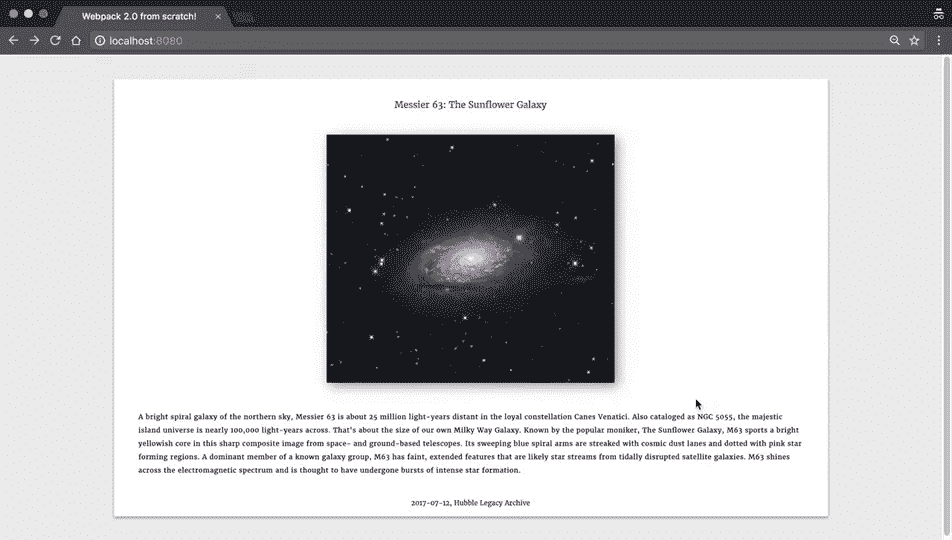 Webpack 2.0 from scratch!
localhost:8080
Messier 63: The Sunflower Galaxy
A bright spiral galaxy of the northern sky, Messier 63 is about 25 million light-years distant in the loyal constellation Canes Venatici. Also cataloged as NGC 5055, the majestic
island universe is nearly 100,000 light-years across. That's about the size of our own Milky Way Galaxy. Known by the popular moniker, The Sunflower Galaxy, M63 sports a bright
yellowish core in this sharp composite image from space- and ground-based telescopes. Its sweeping blue spiral arms are streaked with cosmic dust lanes and dotted with pink star
forming regions. A dominant member of a known galaxy group, M63 has faint, extended features that are likely star streams from tidally disrupted satellite galaxies. M63 shines
across the electromagnetic spectrum and is thought to have undergone bursts of intense star formation.
2017-07-12, Hubble Legacy Archive